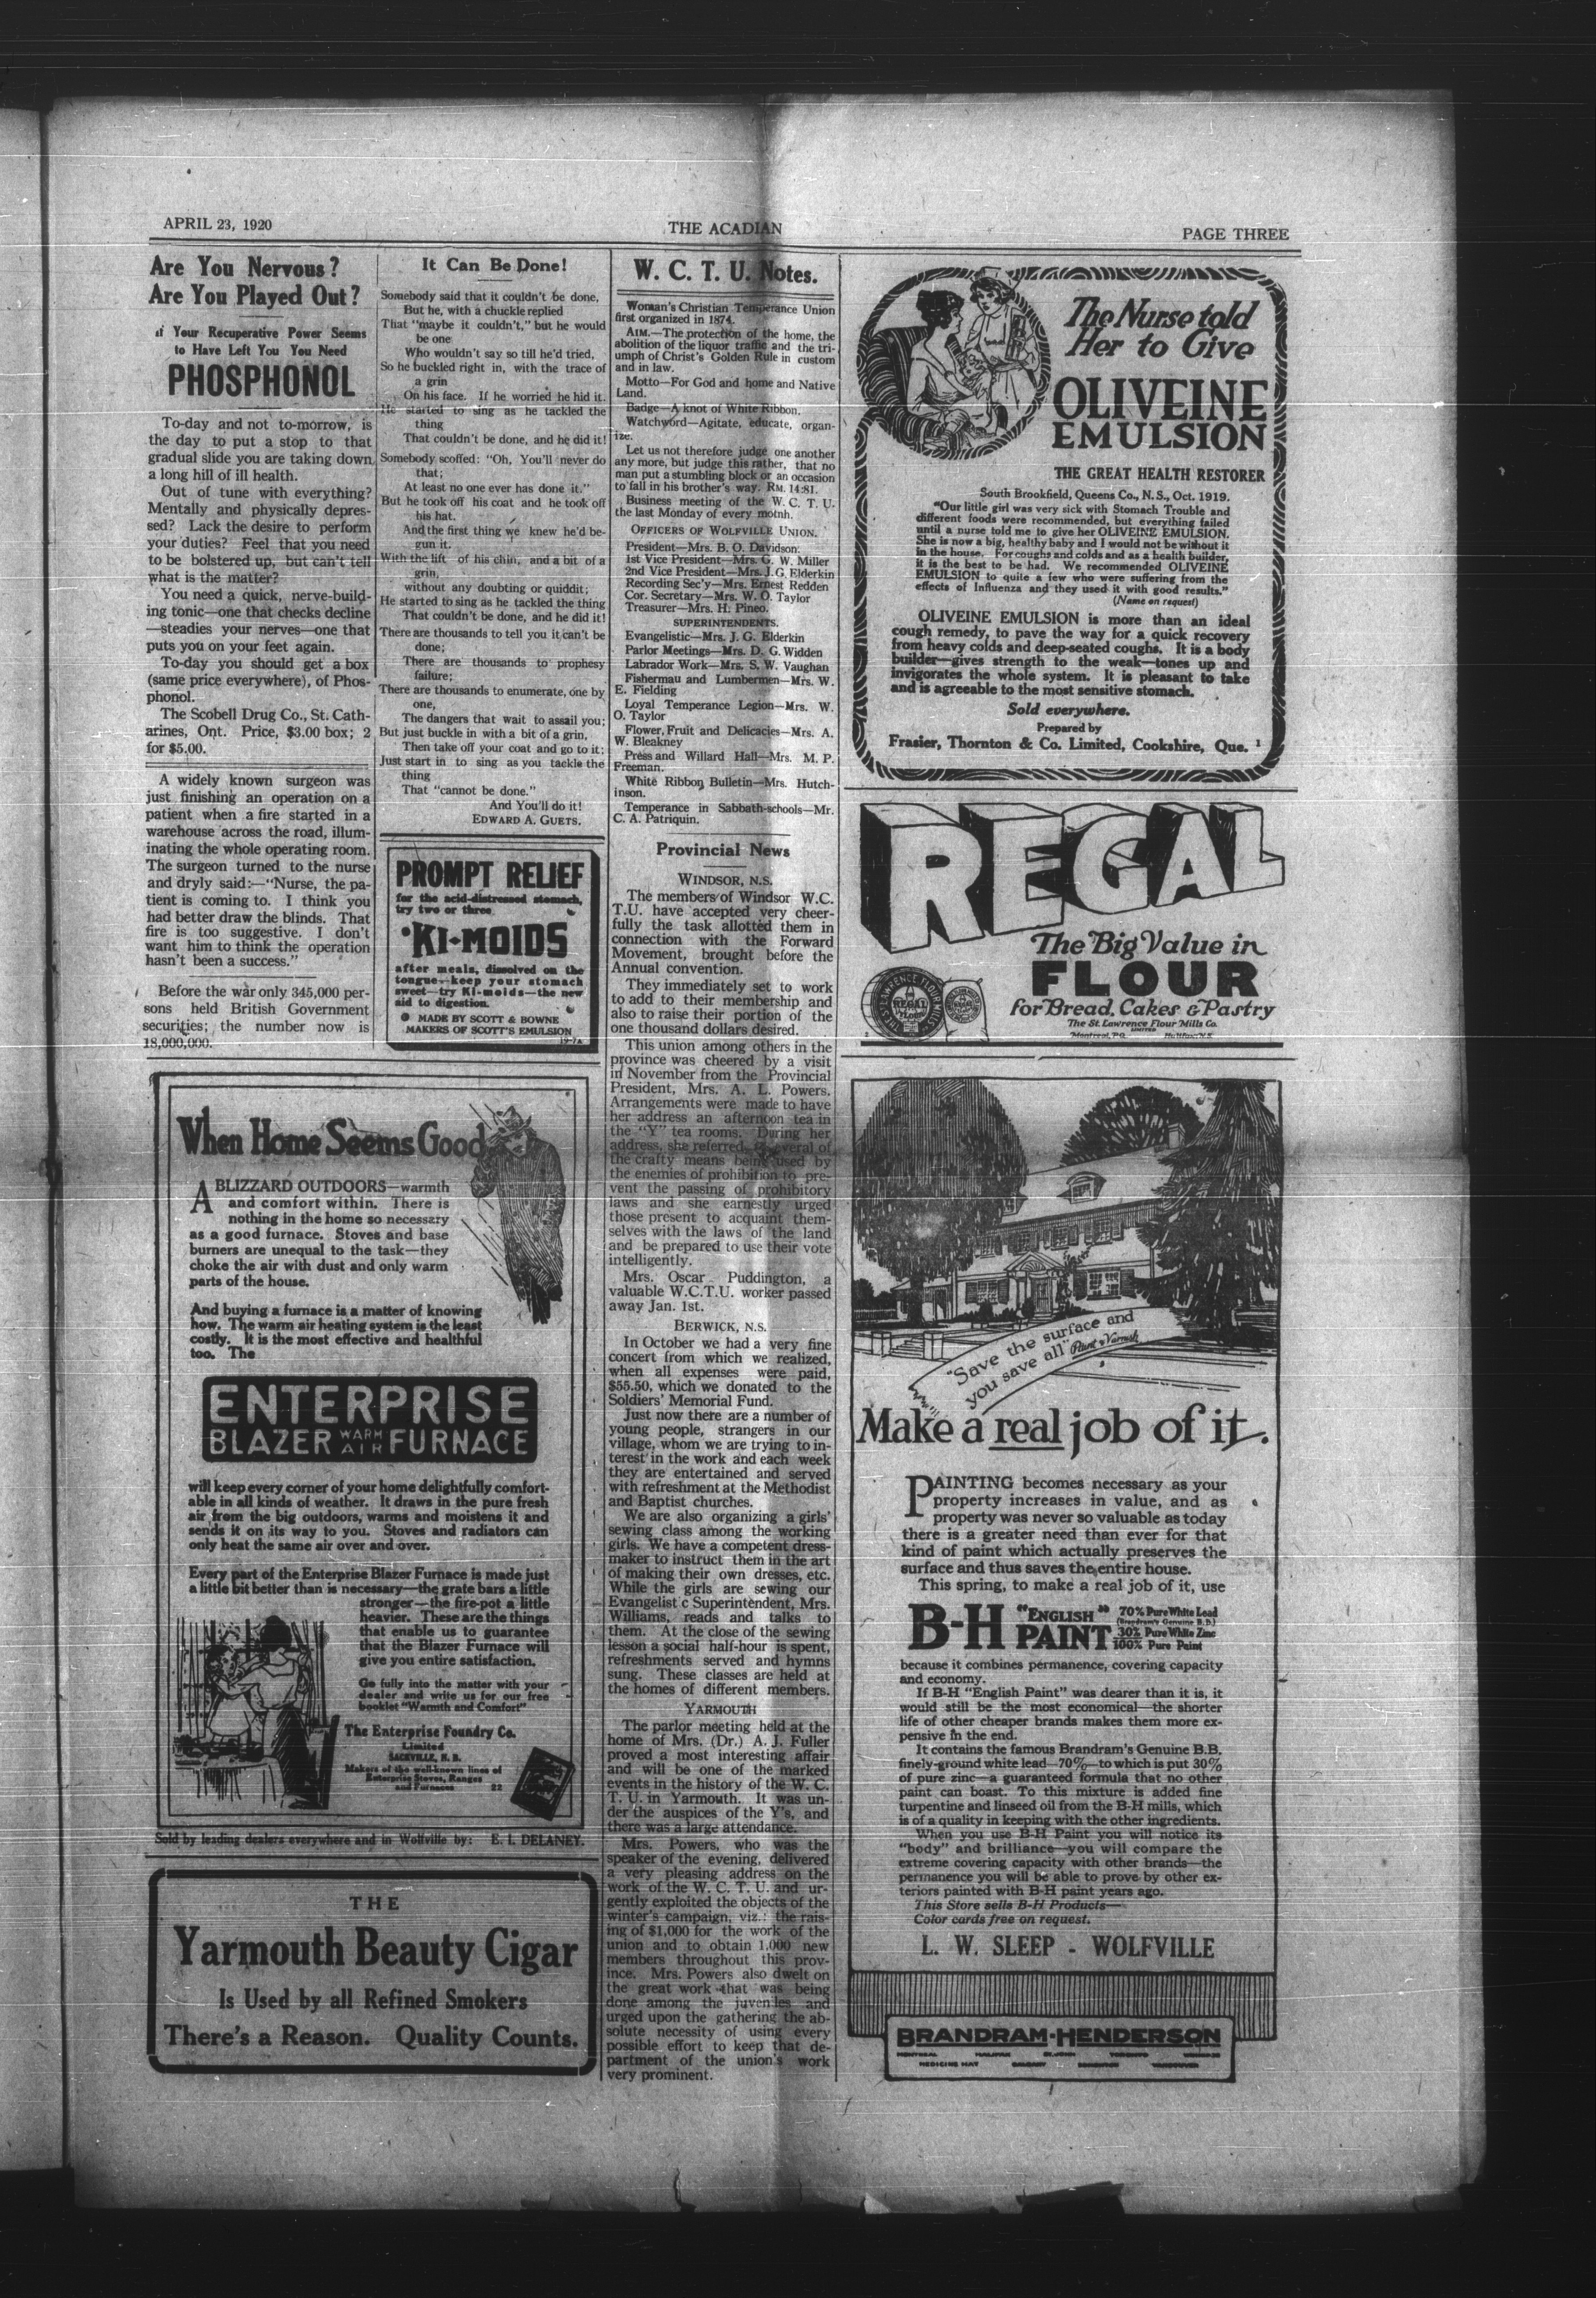 APRIL 23, 1920
THE ACADIAN
PAGE THREE
Are You Nervous?
Are You Played Out?
if Your Recuperative Power Seems
to Have Left You You Need
PHOSPHONOL
To-day and not to-morrow, is
the day to put a stop to that
gradual slide you are taking down
a long hill of ill health.
Out of tune with everything?
Mentally and physically depres-
sed? Lack the desire to perform
your duties? Feel that you need
to be bolstered up, but can't tell
what is the matter?
You need a quick, nerve-build-
ing tonic—one that checks decline
—steadies your nerves—one that
puts you on your feet again.
To-day you should get a box
(same price everywhere), of Phos-
phonol.
The Scobell Drug Co., St. Cath-
arines, Ont. Price, $3.00 box; 2
for $5.00.
A widely known surgeon was
just finishing an operation on a
patient when a fire started in a
warehouse across the road, illum-
inating the whole operating room.
The surgeon turned to the nurse
and dryly said:—"Nurse, the pa-
tient is coming to. I think you
had better draw the blinds. That
fire is too suggestive. I don't
want him to think the operation
hasn't been a success."
Before the war only 345,000 per-
sons held British Government
securities; the number now is
18,000,000.
It Can Be Done!
Somebody said that it couldn't be done,
But he, with a chuckle replied
That "maybe it couldn't," but he would
be one
Who wouldn't say so till he'd tried,
So he buckled right in, with the trace of
a grin
On his face. If he worried he hid it.
He started to sing as he tackled the
thing
That couldn't be done, and he did it!
Somebody scoffed: "Oh, You'll never do
that;
At least no one ever has done it."
But he took off his coat and he took off
his hat.
And the first thing we knew he'd be-
gun it.
With the lift of his chin, and a bit of a
grin,
without any doubting or quiddit;
He started to sing as he tackled the thing
That couldn't be done, and he did it!
There are thousands to tell you it can't be
done;
There are thousands to prophesy
failure;
There are thousands to enumerate, one by
one,
The dangers that wait to assail you;
But just buckle in with a bit of a grin,
Then take off your coat and go to it;
Just start in to sing as you tackle the
thing
That "cannot be done."
And You'll do it!
EDWARD A. GUETS.
PROMPT RELIEF
for the acid-distressed stomach,
try two or three
KI-MOIDS
after meals, dissolved on the
tongue—keep your stomach
sweet—try Ki-moids—the new
aid to digestion.
MADE BY SCOTT & BOWNE
MAKERS OF SCOTT'S EMULSION
19-7a
When Home Seems Good
A BLIZZARD OUTDOORS—warmth
and comfort within. There is
nothing in the home so necessary
as a good furnace. Stoves and base
burners are unequal to the task—they
choke the air with dust and only warm
parts of the house.
And buying a furnace is a matter of knowing
how. The warm air heating system is the least
costly. It is the most effective and healthful
too. The
ENTERPRISE
BLAZER WARM AIR FURNACE
will keep every corner of your home delightfully comfort-
able in all kinds of weather. It draws in the pure fresh
air from the big outdoors, warms and moistens it and
sends it on its way to you. Stoves and radiators can
only heat the same air over and over.
Every part of the Enterprise Blazer Furnace is made just
a little bit better than is necessary—the grate bars a little
stronger—the fire-pot a little
heavier. These are the things
that enable us to guarantee
that the Blazer Furnace will
give you entire satisfaction.
Go fully into the matter with your
dealer and write us for our free
booklet "Warmth and Comfort"
The Enterprise Foundry Co.
Limited
SACKVILLE, N. B.
Makers of the well-known lines of
Enterprise Stoves, Ranges
and Furnaces 22
Sold by leading dealers everywhere and in Wolfville by: E. I. DELANEY.
THE
Yarmouth Beauty Cigar
Is Used by all Refined Smokers
There's a Reason. Quality Counts.
W. C. T. U. Notes.
Woman's Christian Temperance Union
first organized in 1874.
AIM.—The protection of the home, the
abolition of the liquor traffic and the tri-
umph of Christ's Golden Rule in custom
and in law.
Motto—For God and home and Native
Land.
Badge—A knot of White Ribbon.
Watchword—Agitate, educate, organ-
ize.
Let us not therefore judge one another
any more, but judge this rather, that no
man put a stumbling block or an occasion
to fall in his brother's way. RM. 14:81.
Business meeting of the W. C. T. U.
the last Monday of every motnh.
OFFICERS OF WOLFVILLE UNION.
President—Mrs. B. O. Davidson.
1st Vice President—Mrs. G. W. Miller
2nd Vice President—Mrs. J. G. Elderkin
Recording Sec'y—Mrs. Ernest Redden
Cor. Secretary—Mrs. W. O. Taylor
Treasurer—Mrs. H. Pineo.
SUPERINTENDENTS.
Evangelistic—Mrs. J. G. Elderkin
Parlor Meetings—Mrs. D. G. Widden
Labrador Work—Mrs. S. W. Vaughan
Fishermau and Lumbermen—Mrs. W.
E. Fielding
Loyal Temperance Legion—Mrs. W.
O. Taylor
Flower, Fruit and Delicacies—Mrs. A.
W. Bleakney
Press and Willard Hall—Mrs. M. P.
Freeman.
White Ribbon Bulletin—Mrs. Hutch-
inson.
Temperance in Sabbath-schools—Mr.
C. A. Patriquin.
Provincial News
WINDSOR, N.S.
The members of Windsor W.C.
T.U. have accepted very cheer-
fully the task allotted them in
connection with the Forward
Movement, brought before the
Annual convention.
They immediately set to work
to add to their membership and
also to raise their portion of the
one thousand dollars desired.
This union among others in the
province was cheered by a visit
in November from the Provincial
President, Mrs. A. L. Powers.
Arrangements were made to have
her address an afternoon tea in
the "Y" tea rooms. During her
address, she referred to several of
the crafty means being used by
the enemies of prohibition to pre-
vent the passing of prohibitory
laws and she earnestly urged
those present to acquaint them-
selves with the laws of the land
and be prepared to use their vote
intelligently.
Mrs. Oscar Puddington, a
valuable W.C.T.U. worker passed
away Jan. 1st.
BERWICK, N.S.
In October we had a very fine
concert from which we realized,
when all expenses were paid,
$55.50, which we donated to the
Soldiers' Memorial Fund.
Just now there are a number of
young people, strangers in our
village, whom we are trying to in-
terest in the work and each week
they are entertained and served
with refreshment at the Methodist
and Baptist churches.
We are also organizing a girls'
sewing class among the working
girls. We have a competent dress-
maker to instruct them in the art
of making their own dresses, etc.
While the girls are sewing our
Evangelist c Superintendent, Mrs.
Williams, reads and talks to
them. At the close of the sewing
lesson a social half-hour is spent,
refreshments served and hymns
sung. These classes are held at
the homes of different members.
YARMOUTH
The parlor meeting held at the
home of Mrs. (Dr.) A. J. Fuller
proved a most interesting affair
and will be one of the marked
events in the history of the W. C.
T. U. in Yarmouth. It was un-
der the auspices of the Y's, and
there was a large attendance.
Mrs. Powers, who was the
speaker of the evening, delivered
a very pleasing address on the
work of the W. C. T. U. and ur-
gently exploited the objects of the
winter's campaign, viz.: the rais-
ing of $1,000 for the work of the
union and to obtain 1,000 new
members throughout this prov-
ince. Mrs. Powers also dwelt on
the great work that was being
done among the juveniles and
urged upon the gathering the ab-
solute necessity of using every
possible effort to keep that de-
partment of the union's work
very prominent.
The Nurse told
Her to Give
OLIVEINE
EMULSION
THE GREAT HEALTH RESTORER
South Brookfield, Queens Co., N.S., Oct. 1919.
"Our little girl was very sick with Stomach Trouble and
different foods were recommended, but everything failed
until a nurse told me to give her OLIVEINE EMULSION.
She is now a big, healthy baby and I would not be without it
in the house. For coughs and colds and as a health builder,
it is the best to be had. We recommended OLIVEINE
EMULSION to quite a few who were suffering from the
effects of Influenza and they used it with good results."
(Name on request)
OLIVEINE EMULSION is more than an ideal
cough remedy, to pave the way for a quick recovery
from heavy colds and deep-seated coughs. It is a body
builder—gives strength to the weak—tones up and
invigorates the whole system. It is pleasant to take
and is agreeable to the most sensitive stomach.
Sold everywhere.
Prepared by
Frasier, Thornton & Co. Limited, Cookshire, Que. 1
REGAL
The Big Value in
FLOUR
for Bread, Cakes & Pastry
The St. Lawrence Flour Mills Co.
LIMITED
Montreal, P.Q. Halifax, N.S.
"Save the surface and
you save all" Paint & Varnish
Make a real job of it.
PAINTING becomes necessary as your
property increases in value, and as
property was never so valuable as today
there is a greater need than ever for that
kind of paint which actually preserves the
surface and thus saves the entire house.
This spring, to make a real job of it, use
B-H "ENGLISH" PAINT
70% Pure White Lead
(Brandram's Genuine B.B.)
30% Pure White Zinc
100% Pure Paint
because it combines permanence, covering capacity
and economy.
If B-H "English Paint" was dearer than it is, it
would still be the most economical—the shorter
life of other cheaper brands makes them more ex-
pensive in the end.
It contains the famous Brandram's Genuine B.B.
finely-ground white lead—70%—to which is put 30%
of pure zinc—a guaranteed formula that no other
paint can boast. To this mixture is added fine
turpentine and linseed oil from the B-H mills, which
is of a quality in keeping with the other ingredients.
When you use B-H Paint you will notice its
"body" and brilliance—you will compare the
extreme covering capacity with other brands—the
permanence you will be able to prove by other ex-
teriors painted with B-H paint years ago.
This Store sells B-H Products—
Color cards free on request.
L. W. SLEEP - WOLFVILLE
BRANDRAM-HENDERSON
MONTREAL HALIFAX ST. JOHN TORONTO WINNIPEG
MEDICINE HAT CALGARY EDMONTON VANCOUVER